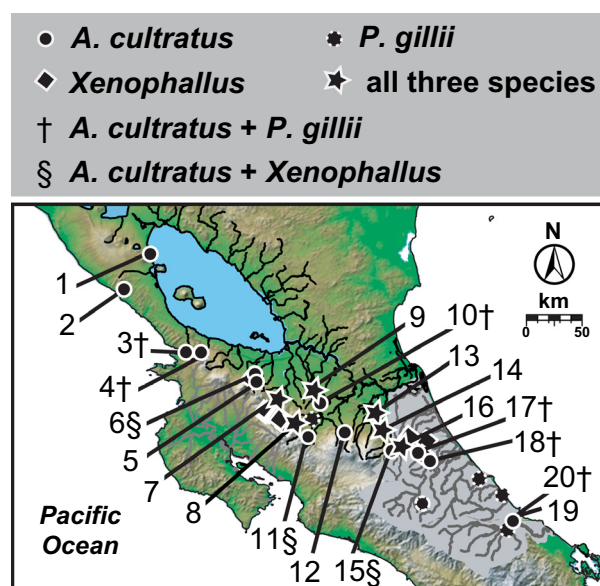 A. cultratus P. gillii
Xenophallus all three species
† A. cultratus + P. gillii
§ A. cultratus + Xenophallus
N
km
0 50
1
2
3†
4†
6§
5
7
8
9
10†
13
14
16
17†
18†
20†
19
11§
12
15§
Pacific
Ocean